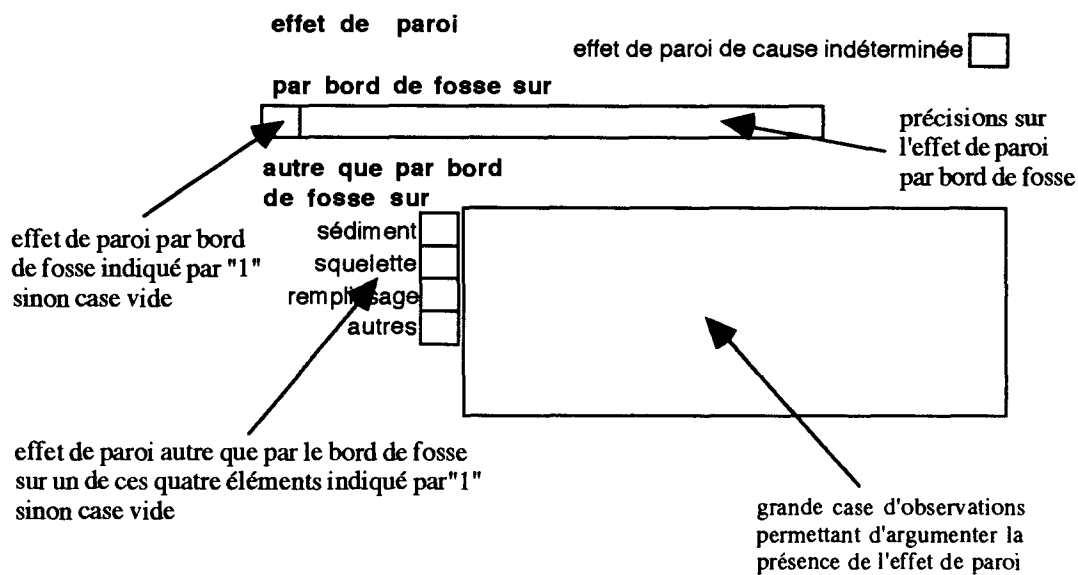 effet de paroi
effet de paroi de cause indéterminée
par bord de fosse sur
précisions sur
l'effet de paroi
par bord de fosse
autre que par bord
de fosse sur
sédiment
squelette
remplissage
autres
effet de paroi par bord
de fosse indiqué par "1"
sinon case vide
effet de paroi autre que par le bord de fosse
sur un de ces quatre éléments indiqué par"1"
sinon case vide
grande case d'observations
permettant d'argumenter la
présence de l'effet de paroi